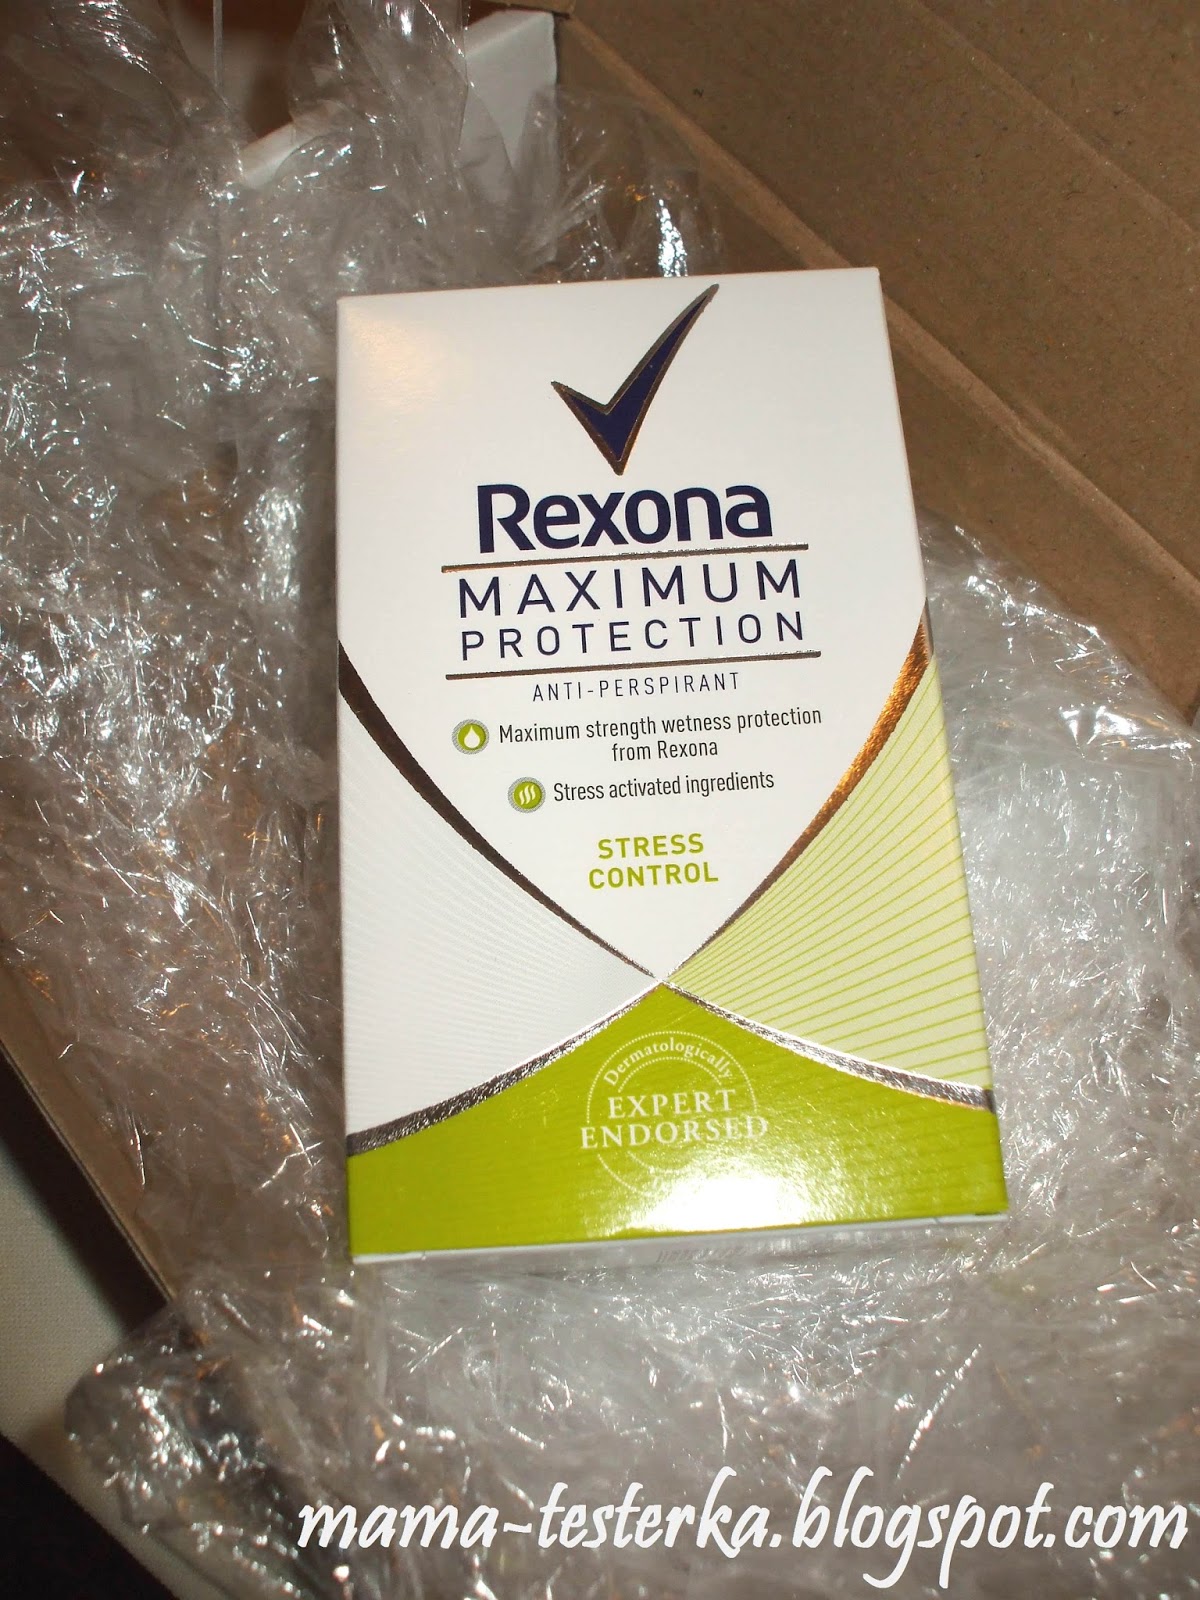 Rexona
MAXIMUM
PROTECTION
ANTI-PERSPIRANT
Maximum strength wetness protection
from Rexona
Stress activated ingredients
STRESS
CONTROL
Dermatologically
EXPERT
ENDORSED
mama-testerka.blogspot.com